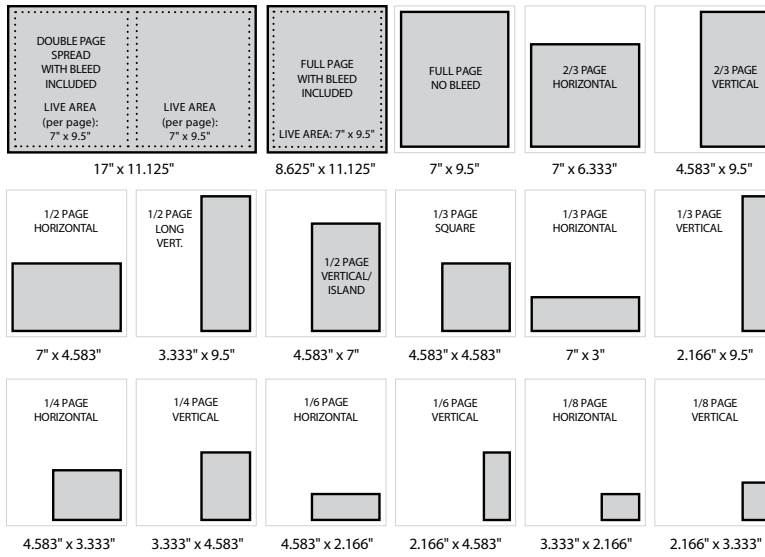 DOUBLE PAGE
SPREAD
WITH BLEED
INCLUDED
LIVE AREA
(per page):
7" x 9.5"
LIVE AREA
(per page):
7" x 9.5"
17" x 11.125"
FULL PAGE
WITH BLEED
INCLUDED
LIVE AREA: 7" x 9.5"
8.625" x 11.125"
FULL PAGE
NO BLEED
7" x 9.5"
2/3 PAGE
HORIZONTAL
7" x 6.333"
2/3 PAGE
VERTICAL
4.583" x 9.5"
1/2 PAGE
HORIZONTAL
7" x 4.583"
1/2 PAGE
LONG
VERT.
3.333" x 9.5"
1/2 PAGE
VERTICAL/
ISLAND
4.583" x 7"
1/3 PAGE
SQUARE
4.583" x 4.583"
1/3 PAGE
HORIZONTAL
7" x 3"
1/3 PAGE
VERTICAL
2.166" x 9.5"
1/4 PAGE
HORIZONTAL
4.583" x 3.333"
1/4 PAGE
VERTICAL
3.333" x 4.583"
1/6 PAGE
HORIZONTAL
4.583" x 2.166"
1/6 PAGE
VERTICAL
2.166" x 4.583"
1/8 PAGE
HORIZONTAL
3.333" x 2.166"
1/8 PAGE
VERTICAL
2.166" x 3.333"